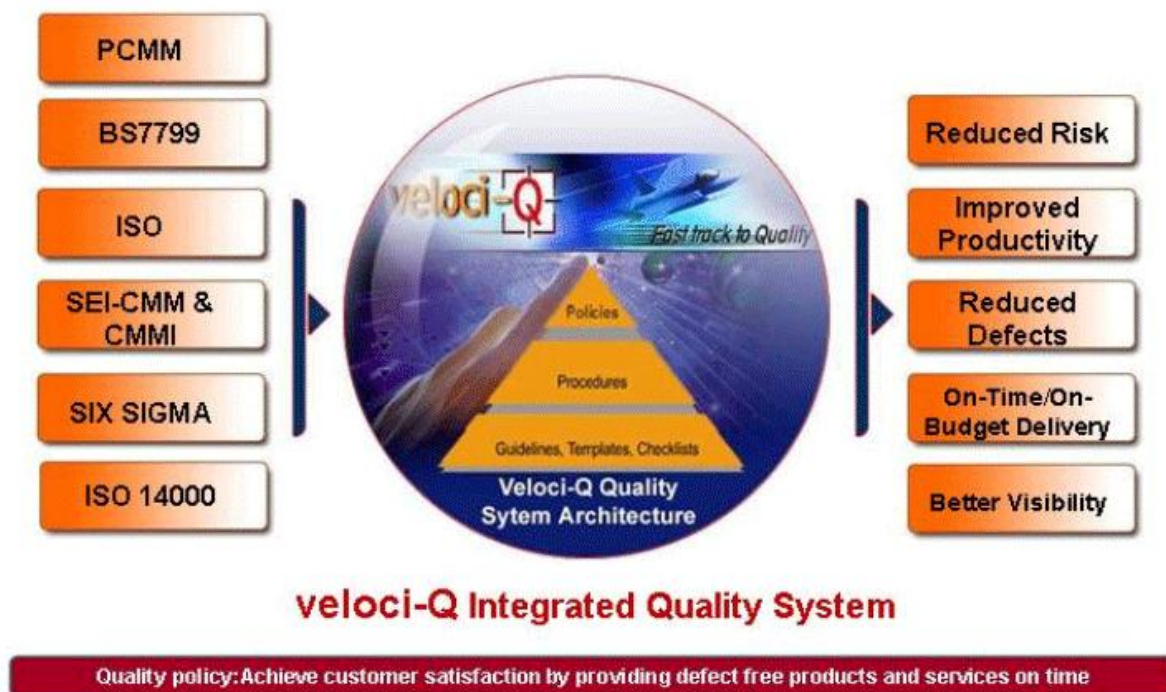 PCMM
BS7799
ISO
SEI-CMM &
CMMI
SIX SIGMA
ISO 14000
veloci-Q
Fast track to Quality
Policies
Procedures
Guidelines, Templates, Checklists
Veloci-Q Quality
Sytem Architecture
Reduced Risk
Improved
Productivity
Reduced
Defects
On-Time/On-
Budget Delivery
Better Visibility
veloci-Q Integrated Quality System
Quality policy:Achieve customer satisfaction by providing defect free products and services on time